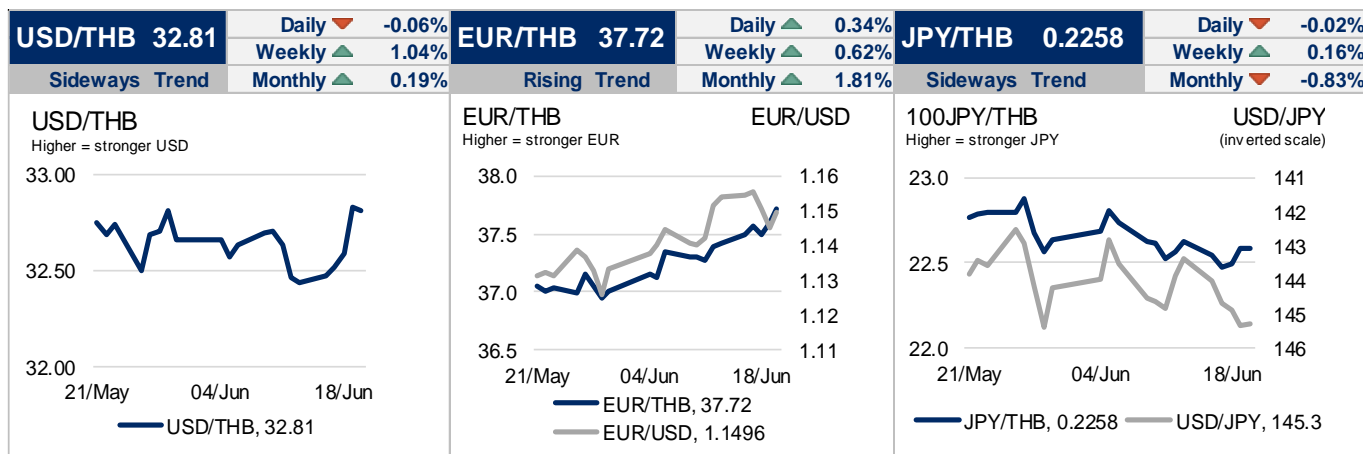 USD/THB 32.81
Daily -0.06%
Weekly 1.04%
Sideways Trend
Monthly 0.19%
USD/THB
Higher = stronger USD
33.00
32.50
32.00
21/May 04/Jun 18/Jun
USD/THB, 32.81
EUR/THB 37.72
Daily 0.34%
Weekly 0.62%
Rising Trend
Monthly 1.81%
EUR/THB EUR/USD
Higher = stronger EUR
38.0 1.16
1.15
37.5 1.14
37.0 1.13
1.12
36.5 1.11
21/May 04/Jun 18/Jun
EUR/THB, 37.72
EUR/USD, 1.1496
JPY/THB 0.2258
Daily -0.02%
Weekly 0.16%
Sideways Trend
Monthly -0.83%
100JPY/THB USD/JPY
Higher = stronger JPY (inverted scale)
23.0 141
142
143
22.5 144
145
22.0 146
21/May 04/Jun 18/Jun
JPY/THB, 0.2258 USD/JPY, 145.3